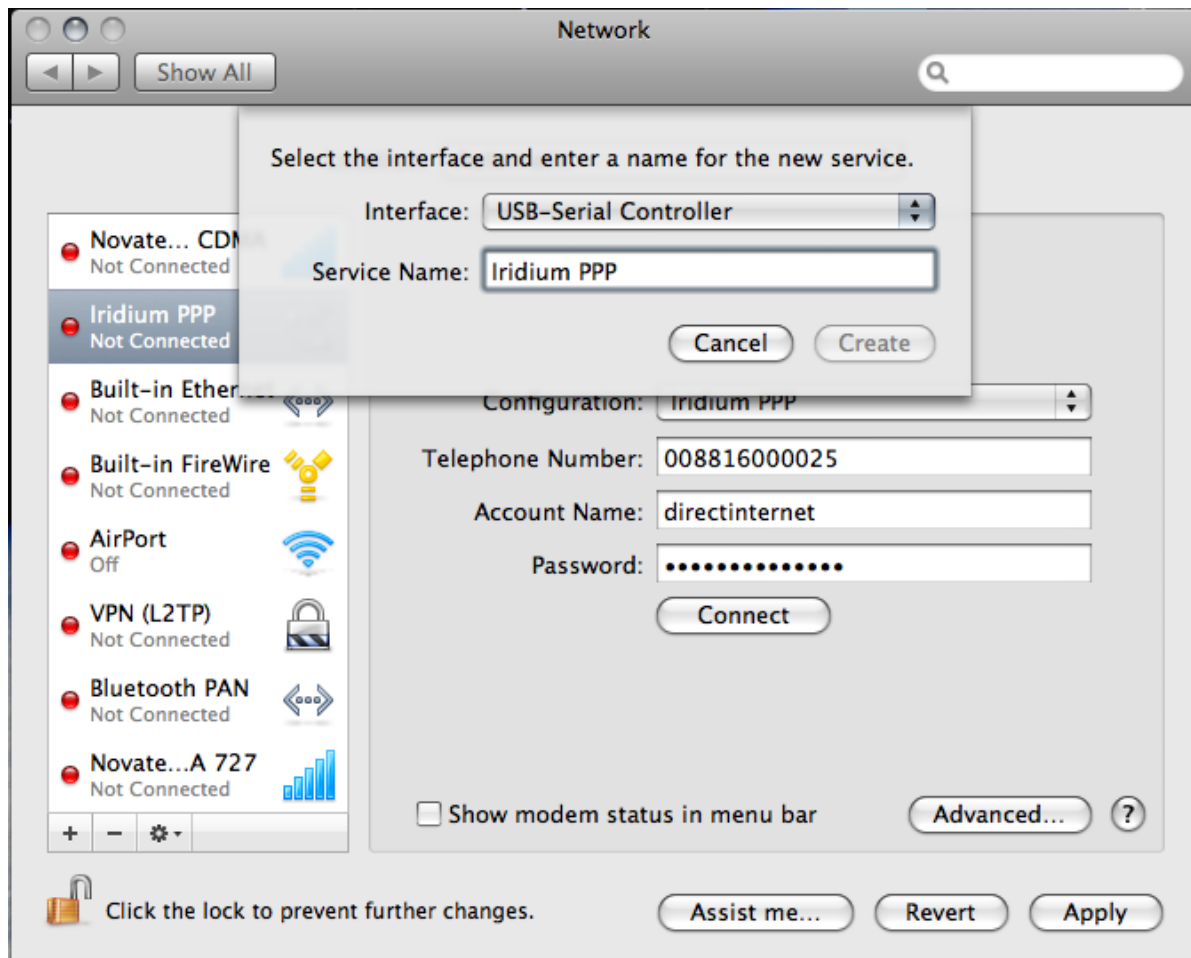 Network
Show All
Select the interface and enter a name for the new service.
Interface: USB-Serial Controller
Service Name: Iridium PPP
Cancel Create
Novate... CDMA
Not Connected
Iridium PPP
Not Connected
Built-in Ethernet
Not Connected
Built-in FireWire
Not Connected
AirPort
Off
VPN (L2TP)
Not Connected
Bluetooth PAN
Not Connected
Novate...A 727
Not Connected
Configuration: Iridium PPP
Telephone Number: 008816000025
Account Name: directinternet
Password: ••••••••••••••
Connect
Show modem status in menu bar
Advanced... ?
Click the lock to prevent further changes.
Assist me... Revert Apply